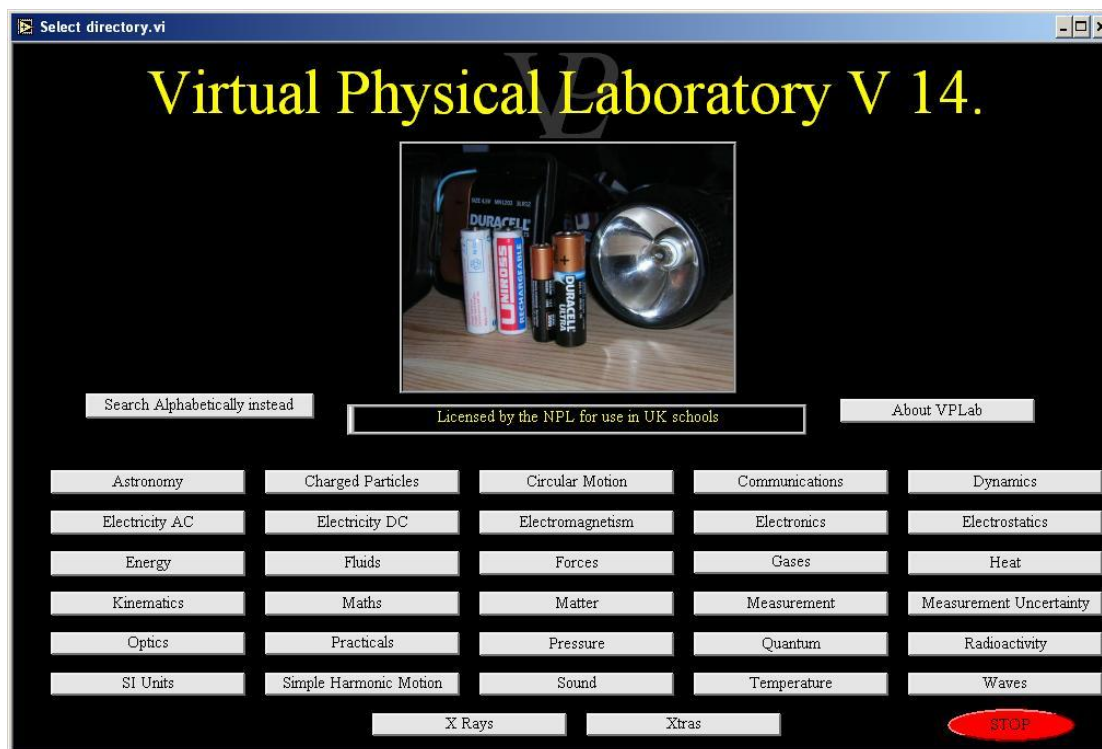 Select directory.vi
Virtual Physical Laboratory V 14.
VPL
DURACELL
UNIROSS
RECHARGEABLE
DURACELL
ULTRA
Search Alphabetically instead
Licensed by the NPL for use in UK schools
About VPLab
Astronomy Charged Particles Circular Motion Communications Dynamics
Electricity AC Electricity DC Electromagnetism Electronics Electrostatics
Energy Fluids Forces Gases Heat
Kinematics Maths Matter Measurement Measurement Uncertainty
Optics Practicals Pressure Quantum Radioactivity
SI Units Simple Harmonic Motion Sound Temperature Waves
X Rays Xtras STOP